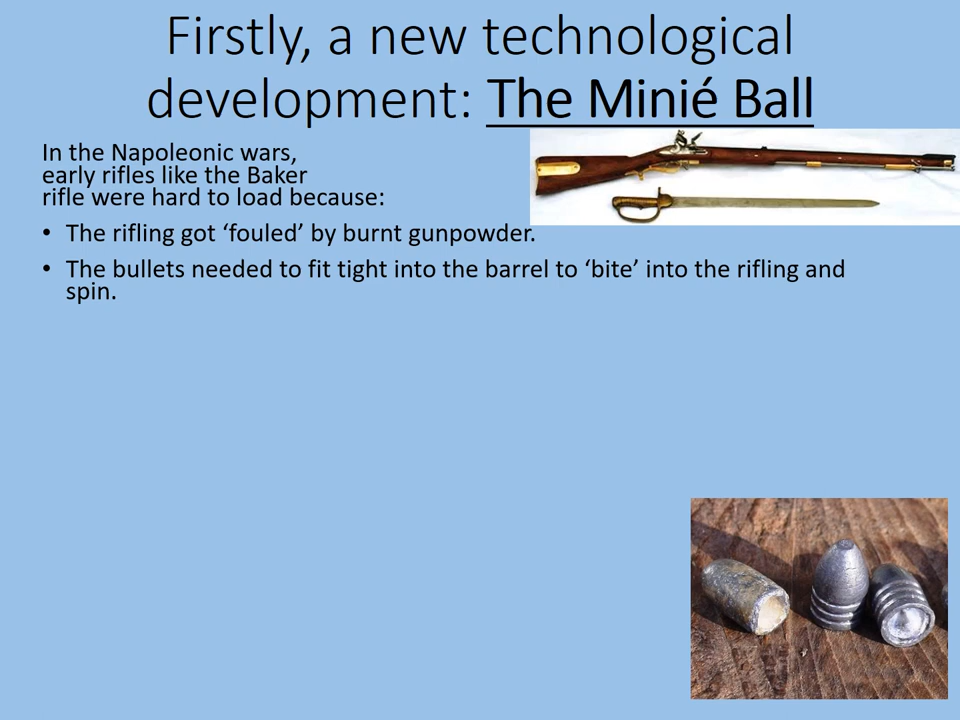 Firstly, a new technological
development: The Minié Ball
In the Napoleonic wars,
early rifles like the Baker
rifle were hard to load because:
• The rifling got ‘fouled’ by burnt gunpowder.
• The bullets needed to fit tight into the barrel to ‘bite’ into the rifling and
spin.